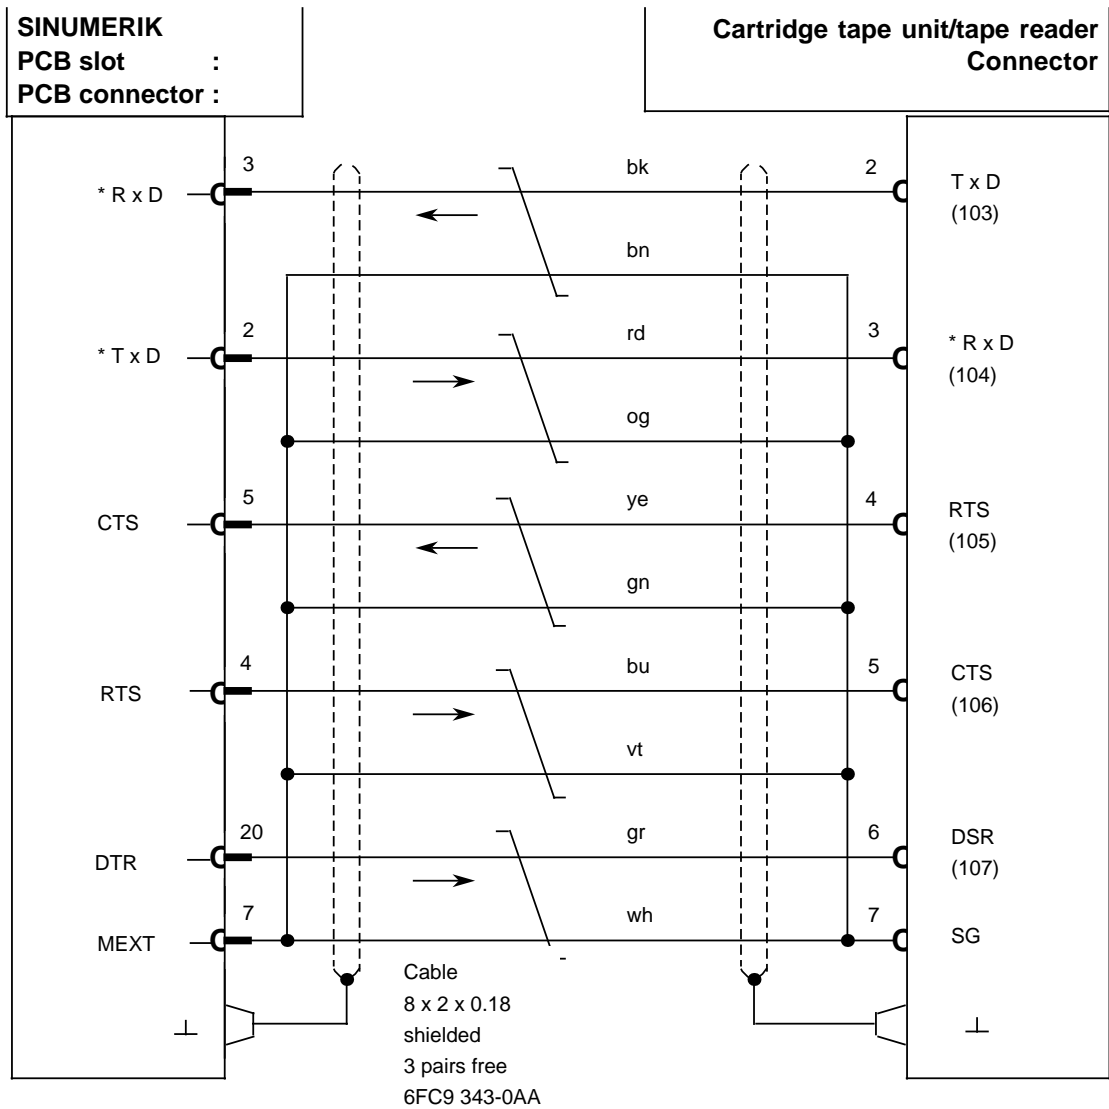 SINUMERIK
PCB slot :
PCB connector :
Cartridge tape unit/tape reader
Connector
3 bk 2
* R x D T x D
(103)
bn
2 rd 3
* T x D * R x D
(104)
og
5 ye 4
CTS RTS
(105)
gn
4 bu 5
RTS CTS
(106)
vt
20 gr 6
DTR DSR
(107)
7 wh 7
MEXT SG
Cable
8 x 2 x 0.18
shielded
3 pairs free
6FC9 343-0AA